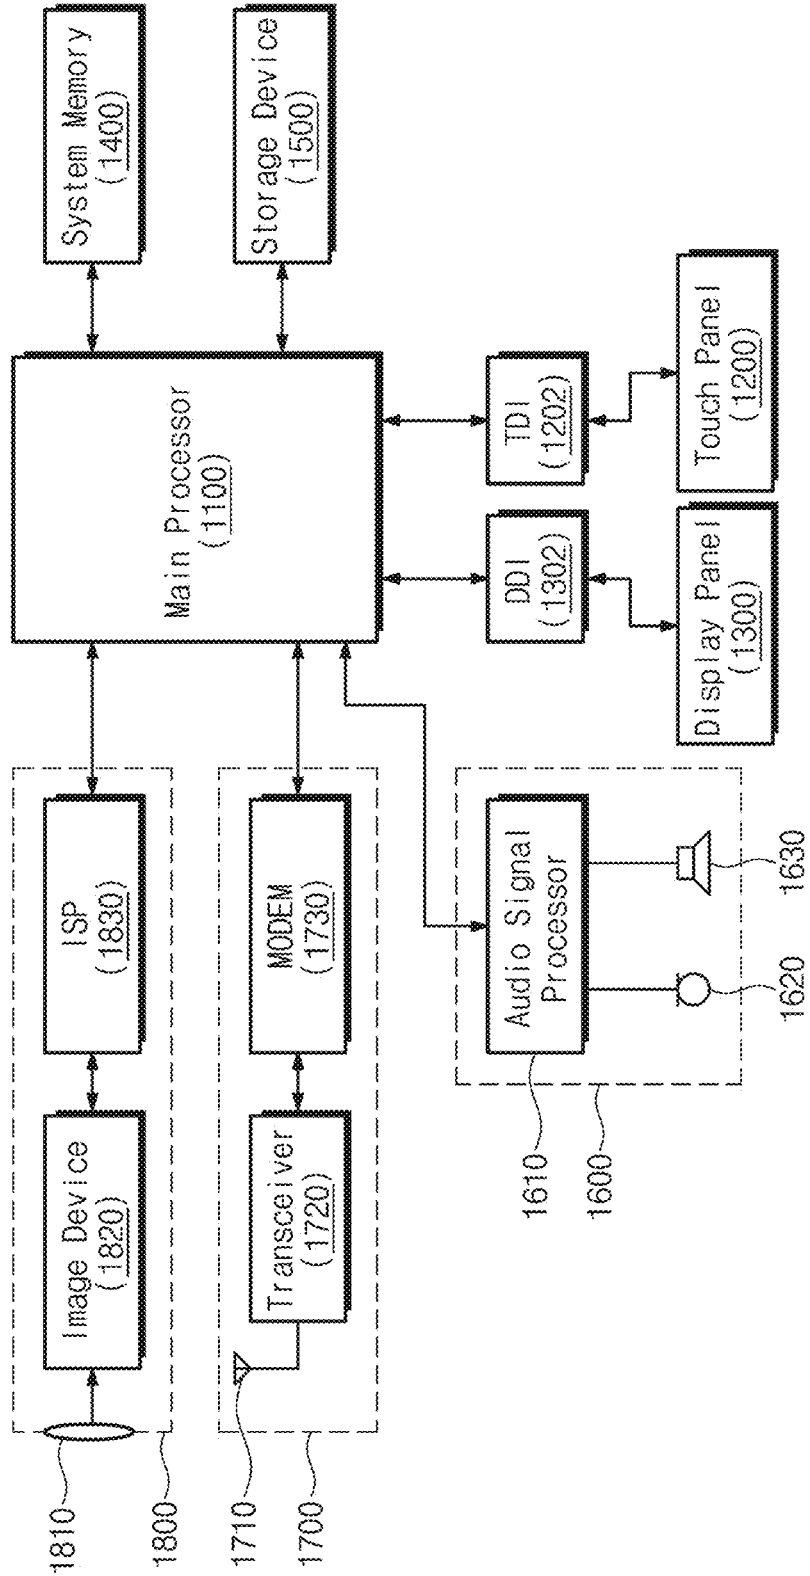 1810
1800
Image Device
(1820)
ISP
(1830)
1710
1700
Transceiver
(1720)
MODEM
(1730)
Main Processor
(1100)
System Memory
(1400)
Storage Device
(1500)
1610
1600
Audio Signal
Processor
1620
1630
DDI
(1302)
TDI
(1202)
Display Panel
(1300)
Touch Panel
(1200)